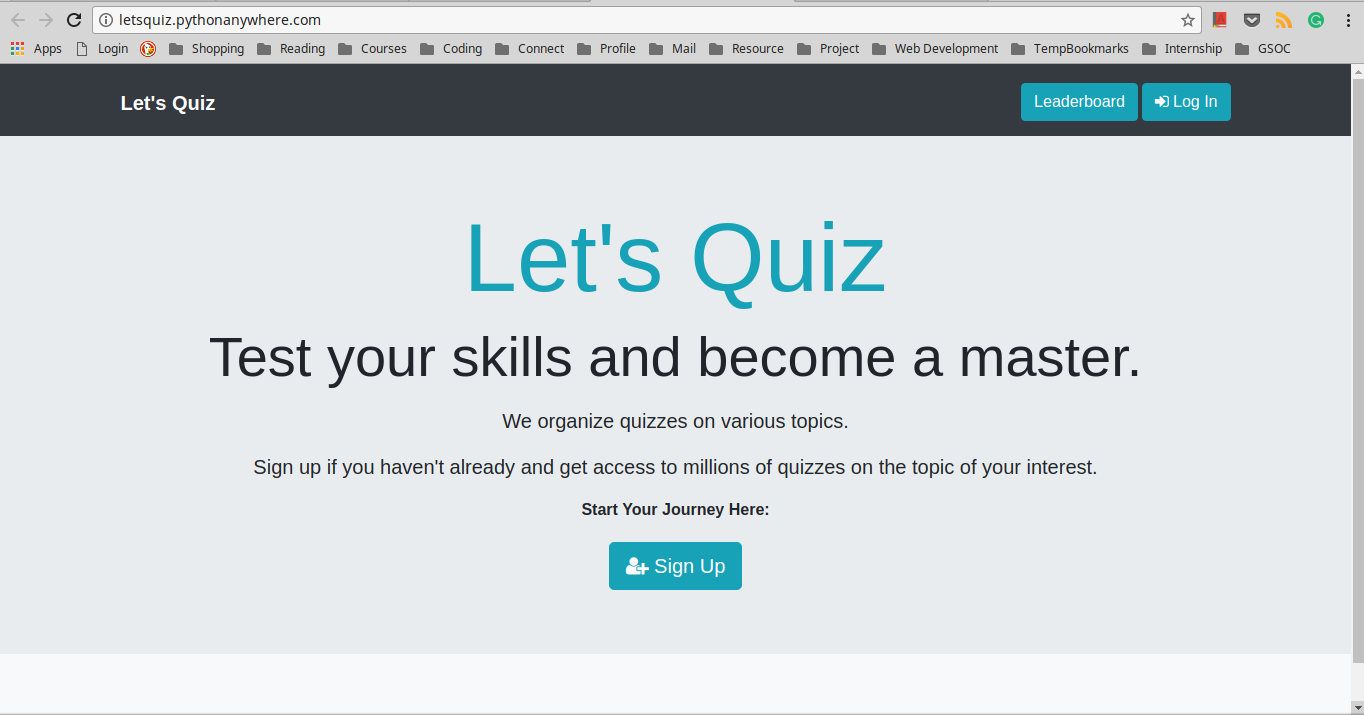 letsquiz.pythonanywhere.com
Apps Login Shopping Reading Courses Coding Connect Profile Mail Resource Project Web Development TempBookmarks Internship GSOC
Let's Quiz Leaderboard Log In
Let's Quiz
Test your skills and become a master.
We organize quizzes on various topics.
Sign up if you haven't already and get access to millions of quizzes on the topic of your interest.
Start Your Journey Here:
Sign Up